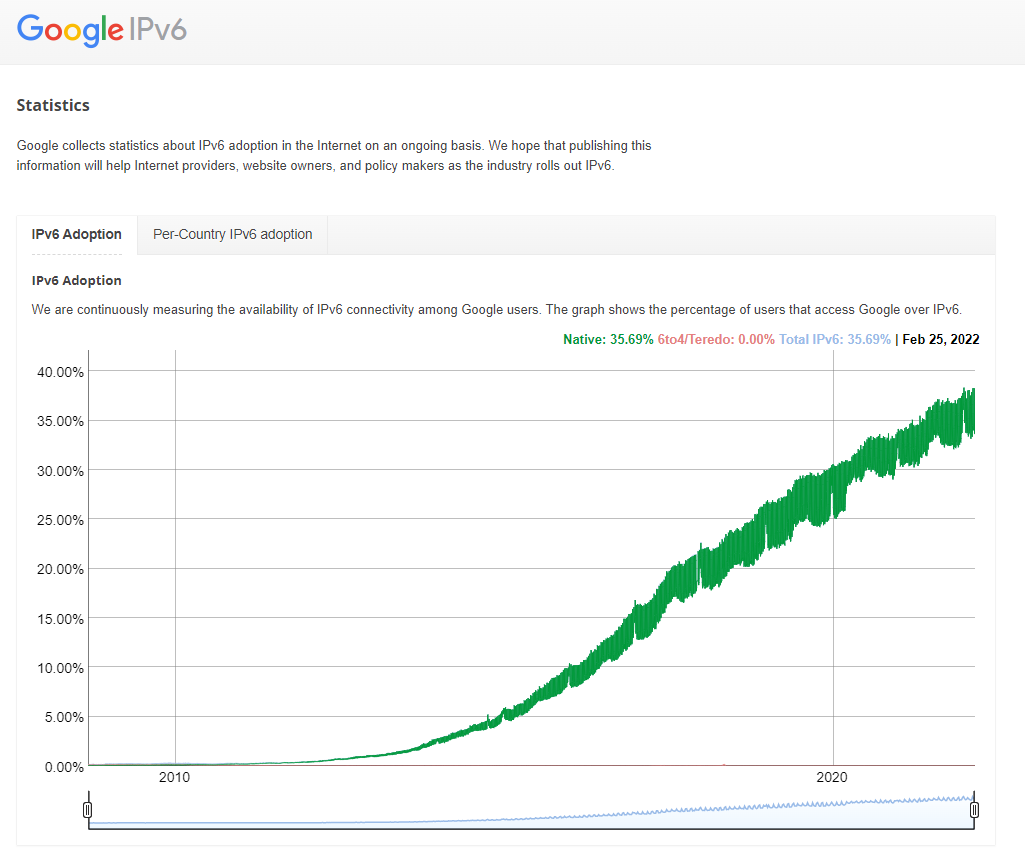 Google IPv6
Statistics
Google collects statistics about IPv6 adoption in the Internet on an ongoing basis. We hope that publishing this
information will help Internet providers, website owners, and policy makers as the industry rolls out IPv6.
IPv6 Adoption
Per-Country IPv6 adoption
IPv6 Adoption
We are continuously measuring the availability of IPv6 connectivity among Google users. The graph shows the percentage of users that access Google over IPv6.
Native: 35.69% 6to4/Teredo: 0.00% Total IPv6: 35.69% | Feb 25, 2022
40.00%
35.00%
30.00%
25.00%
20.00%
15.00%
10.00%
5.00%
0.00%
2010
2020